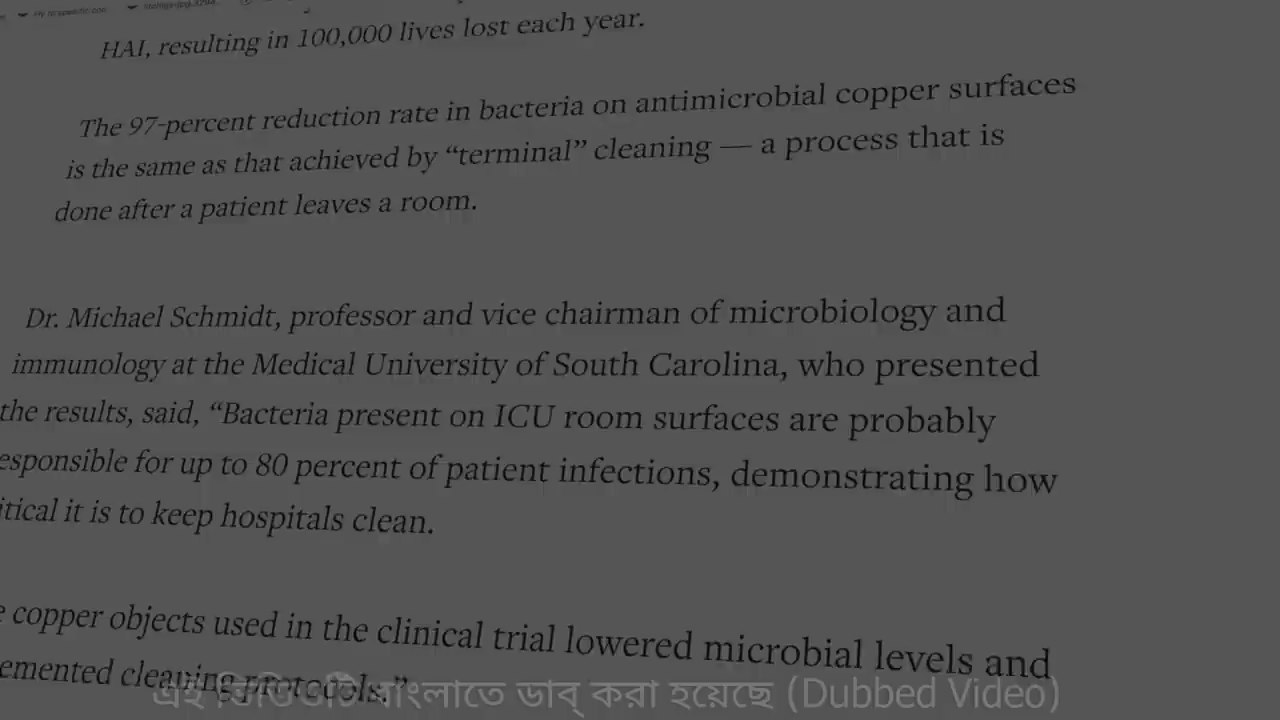 HAI, resulting in 100,000 lives lost each year.
The 97-percent reduction rate in bacteria on antimicrobial copper surfaces
is the same as that achieved by “terminal” cleaning — a process that is
done after a patient leaves a room.
Dr. Michael Schmidt, professor and vice chairman of microbiology and
immunology at the Medical University of South Carolina, who presented
the results, said, “Bacteria present on ICU room surfaces are probably
esponsible for up to 80 percent of patient infections, demonstrating how
itical it is to keep hospitals clean.
e copper objects used in the clinical trial lowered microbial levels and
emented cleaning protocols.”
এই ভিডিওটি বাংলাতে ডাব্ করা হয়েছে (Dubbed Video)